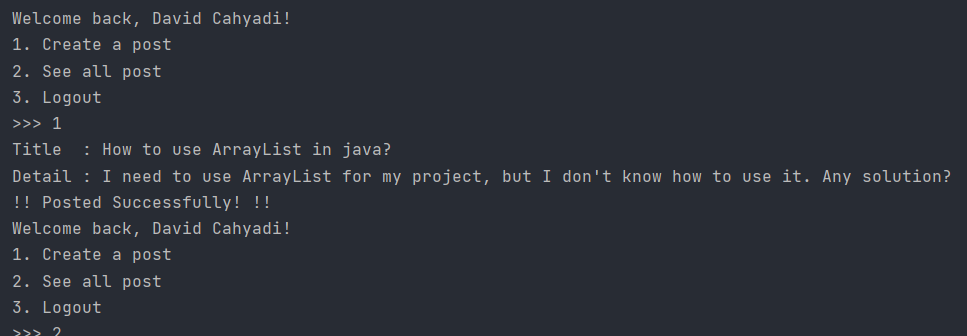 Welcome back, David Cahyadi!
1. Create a post
2. See all post
3. Logout
>>> 1
Title  : How to use ArrayList in java?
Detail : I need to use ArrayList for my project, but I don't know how to use it. Any solution?
!! Posted Successfully! !!
Welcome back, David Cahyadi!
1. Create a post
2. See all post
3. Logout
>>> 2